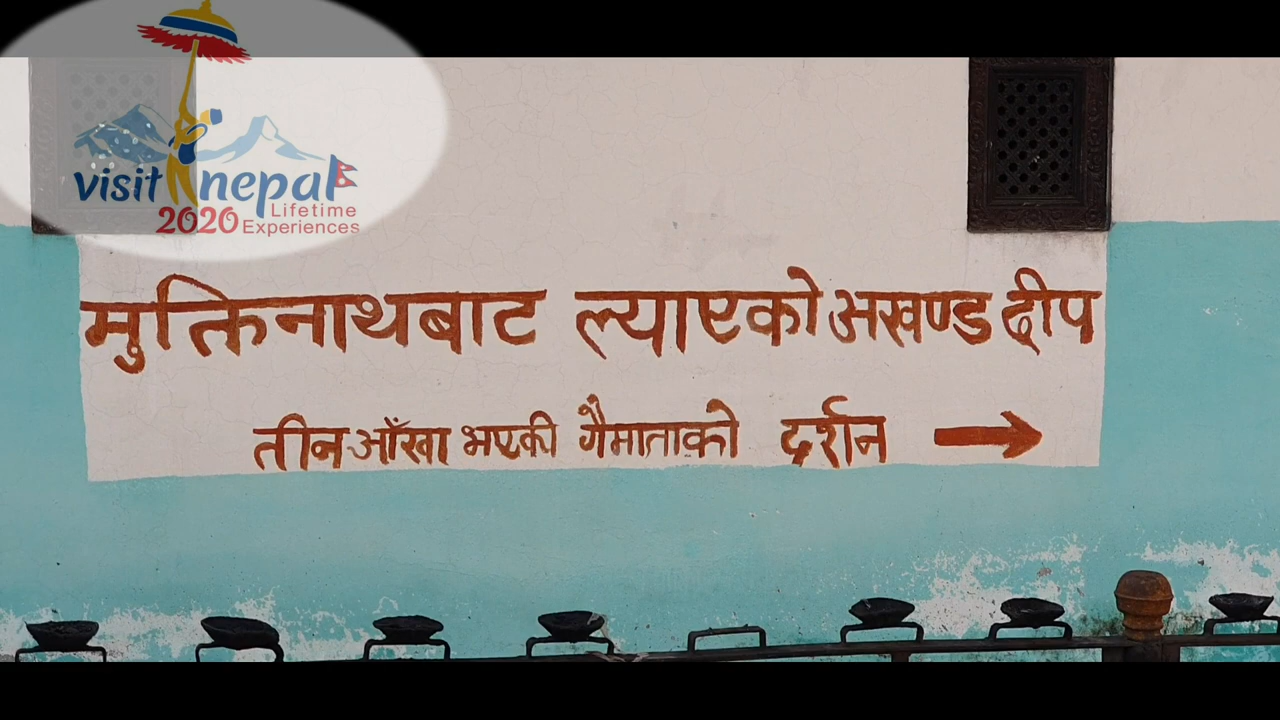 visit nepal
2020 Lifetime Experiences
मुक्तिनाथबाट ल्याएको अखण्ड दीप
तीन आँखा भएकी गैमाताको दर्शन